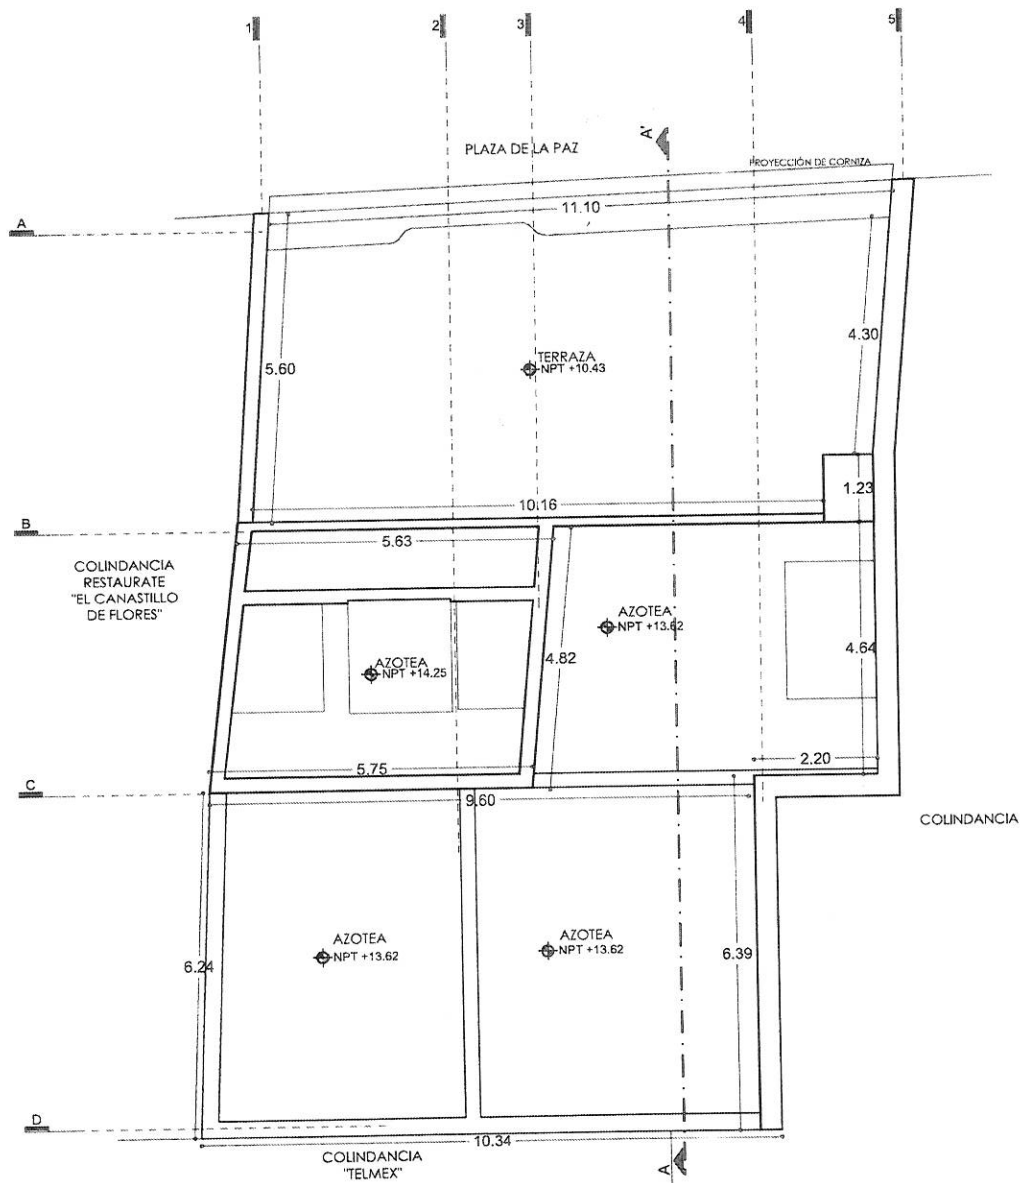 1
2
3
4
5
A'
PLAZA DE LA PAZ
PROYECCIÓN DE CORNIZA
A
11.10
5.60
4.30
TERRAZA
NPT +10.43
1.23
10.16
B
5.63
COLINDANCIA
RESTAURATE
"EL CANASTILLO
DE FLORES"
AZOTEA
NPT +13.62
4.82
4.64
AZOTEA
NPT +14.25
5.75
2.20
C
9.60
COLINDANCIA
AZOTEA
NPT +13.62
AZOTEA
NPT +13.62
6.24
6.39
D
10.34
COLINDANCIA
"TELMEX"
A